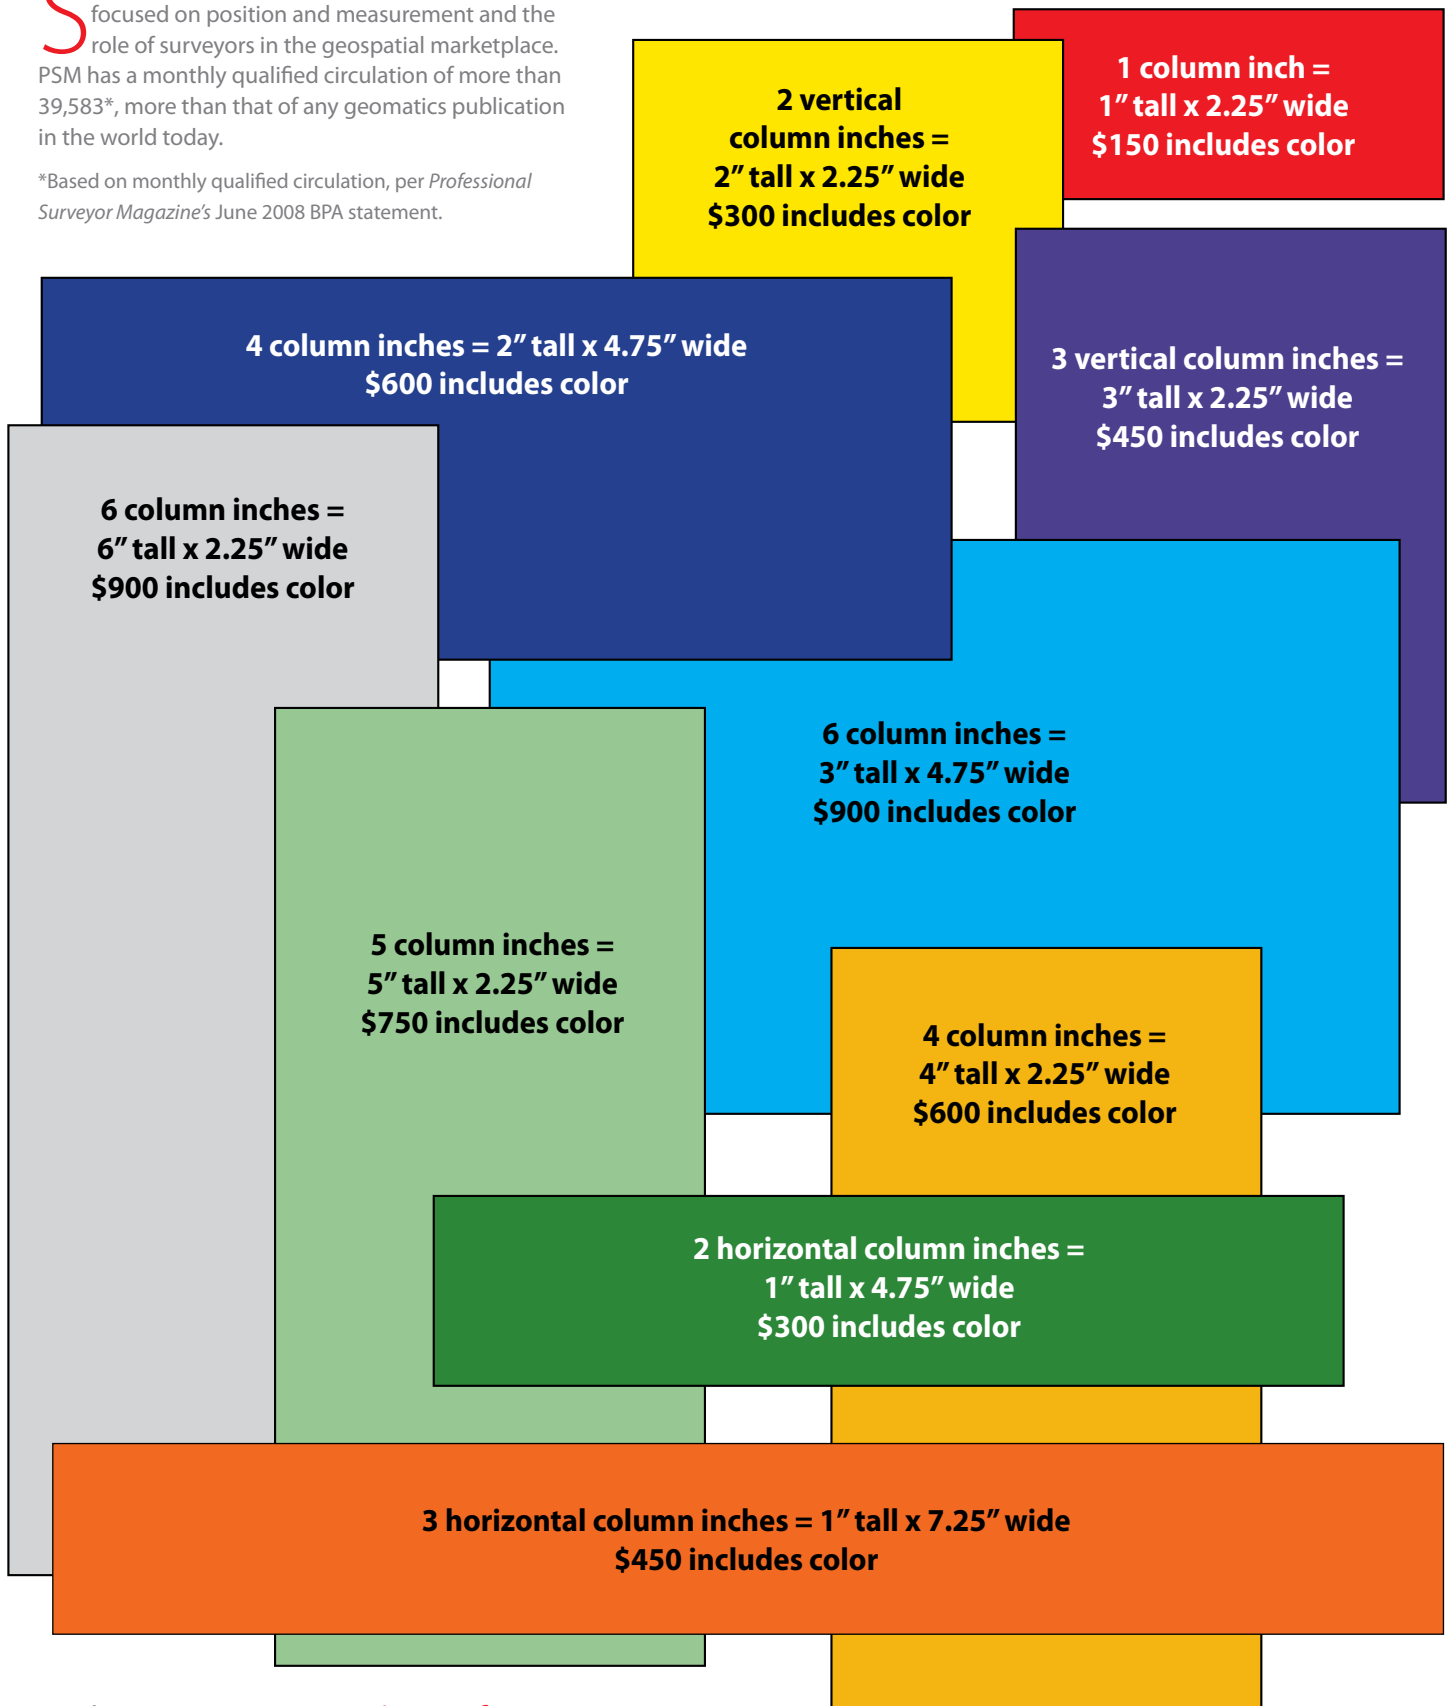 S focused on position and measurement and the
role of surveyors in the geospatial marketplace.
PSM has a monthly qualified circulation of more than
39,583*, more than that of any geomatics publication
in the world today.
*Based on monthly qualified circulation, per Professional
Surveyor Magazine's June 2008 BPA statement.
1 column inch =
1" tall x 2.25" wide
$150 includes color
2 vertical
column inches =
2" tall x 2.25" wide
$300 includes color
4 column inches = 2" tall x 4.75" wide
$600 includes color
3 vertical column inches =
3" tall x 2.25" wide
$450 includes color
6 column inches =
6" tall x 2.25" wide
$900 includes color
6 column inches =
3" tall x 4.75" wide
$900 includes color
5 column inches =
5" tall x 2.25" wide
$750 includes color
4 column inches =
4" tall x 2.25" wide
$600 includes color
2 horizontal column inches =
1" tall x 4.75" wide
$300 includes color
3 horizontal column inches = 1" tall x 7.25" wide
$450 includes color